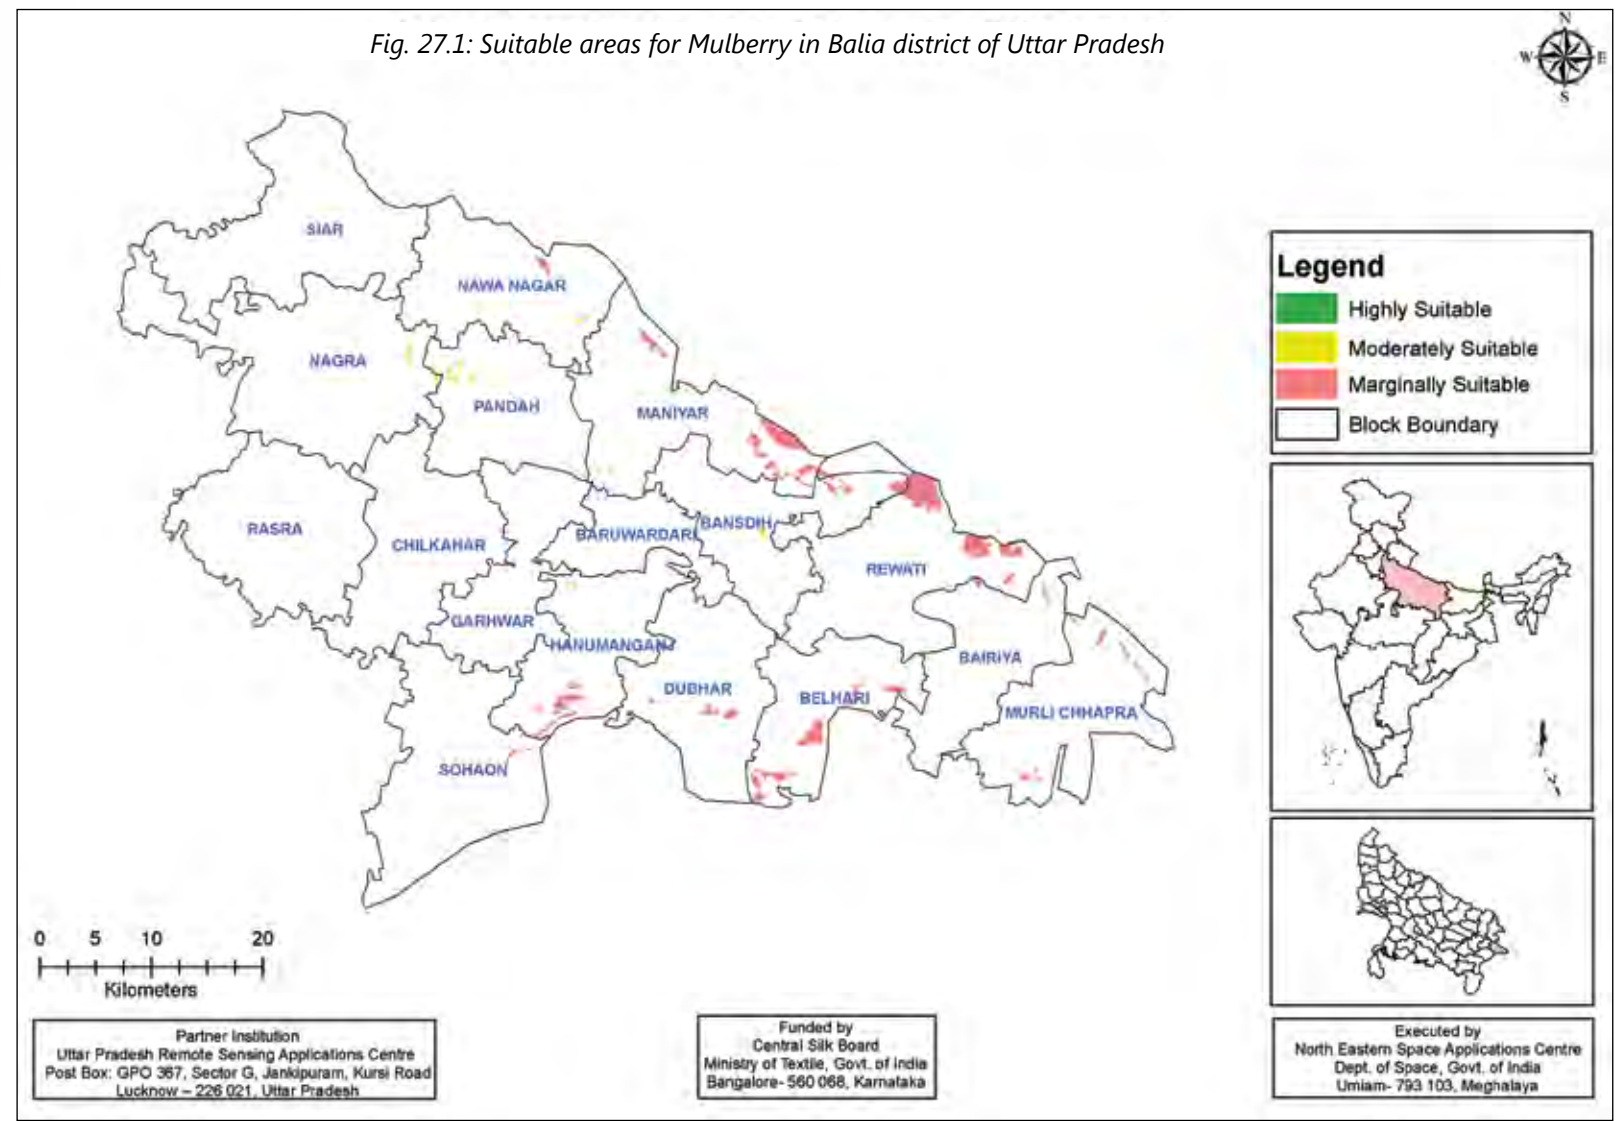 Fig. 27.1: Suitable areas for Mulberry in Balia district of Uttar Pradesh
N
W
E
S
SIAR
NAWA NAGAR
NAGRA
PANDAH
MANIYAR
RASRA
CHILKAHAR
BARUWARDARI
BANSDIH
REWATI
GARHWAR
HANUMANGANJ
BAIRIYA
DUBHAR
BELHARI
MURLI CHHAPRA
SOHAON
Legend
Highly Suitable
Moderately Suitable
Marginally Suitable
Block Boundary
0 5 10 20
Kilometers
Partner Institution
Uttar Pradesh Remote Sensing Applications Centre
Post Box: GPO 367, Sector G, Jankipuram, Kursi Road
Lucknow – 226 021, Uttar Pradesh
Funded by
Central Silk Board
Ministry of Textile, Govt. of India
Bangalore- 560 068, Karnataka
Executed by
North Eastern Space Applications Centre
Dept. of Space, Govt. of India
Umiam- 793 103, Meghalaya